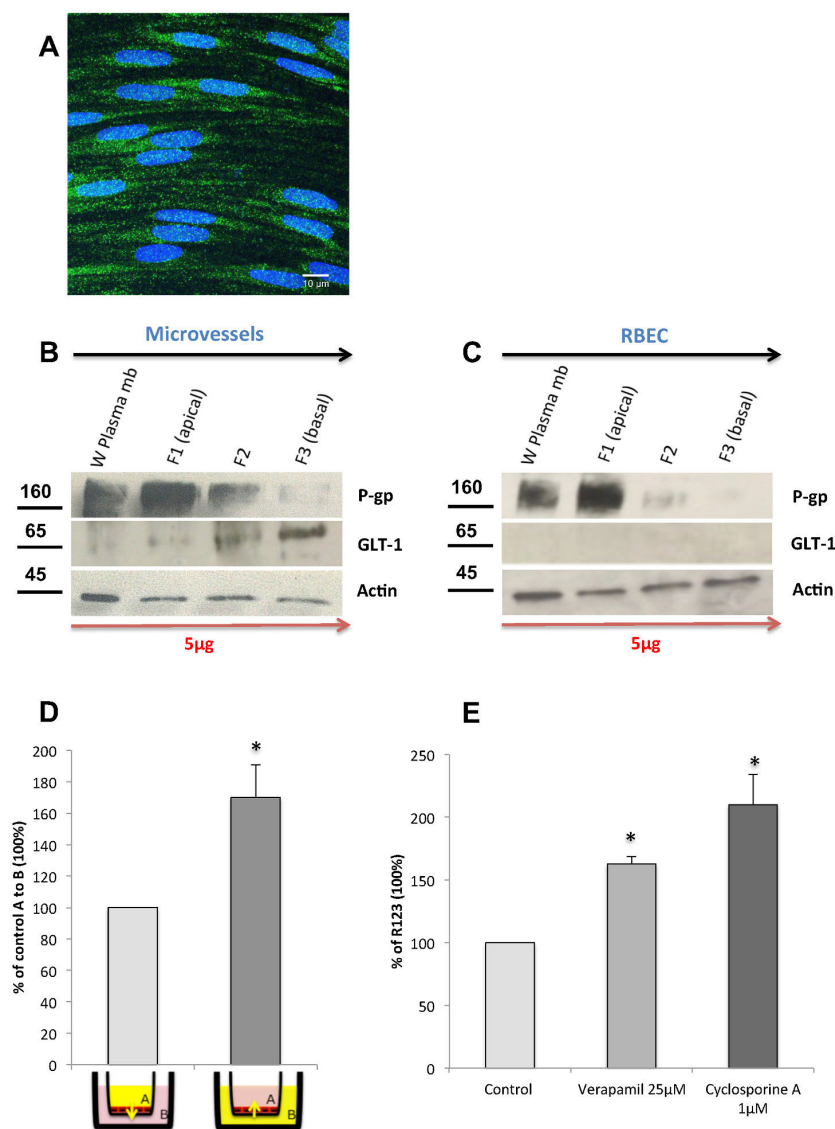 A
10 µm
B
Microvessels
W Plasma mb
F1 (apical)
F2
F3 (basal)
160
P-gp
65
GLT-1
45
Actin
5µg
C
RBEC
W Plasma mb
F1 (apical)
F2
F3 (basal)
160
P-gp
65
GLT-1
45
Actin
5µg
D
% of control A to B (100%)
200
180
160
140
120
100
80
60
40
20
0
*
A
B
A
B
E
% of R123 (100%)
250
200
150
100
50
0
*
*
Control
Verapamil 25µM
Cyclosporine A
1µM